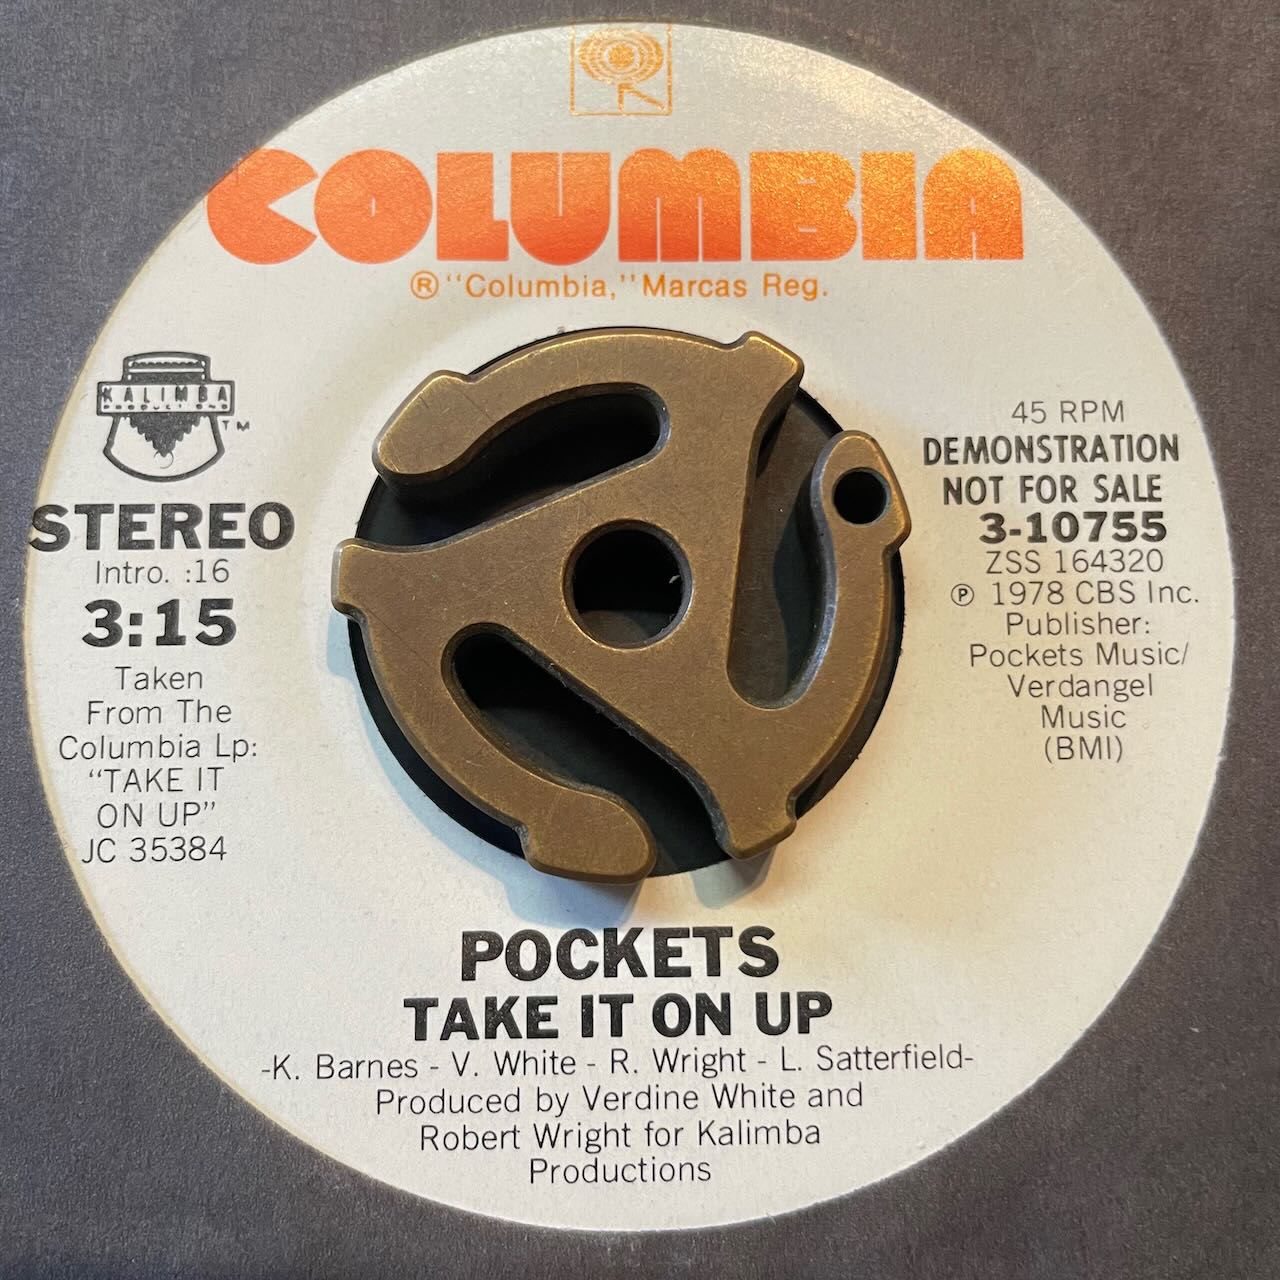 COLUMBIA
® "Columbia," Marcas Reg.
KALIMBA
PRODUCTIONS
TM
STEREO
Intro. :16
3:15
Taken
From The
Columbia Lp:
"TAKE IT
ON UP"
JC 35384
45 RPM
DEMONSTRATION
NOT FOR SALE
3-10755
ZSS 164320
℗ 1978 CBS Inc.
Publisher:
Pockets Music/
Verdangel
Music
(BMI)
POCKETS
TAKE IT ON UP
-K. Barnes - V. White - R. Wright - L. Satterfield-
Produced by Verdine White and
Robert Wright for Kalimba
Productions